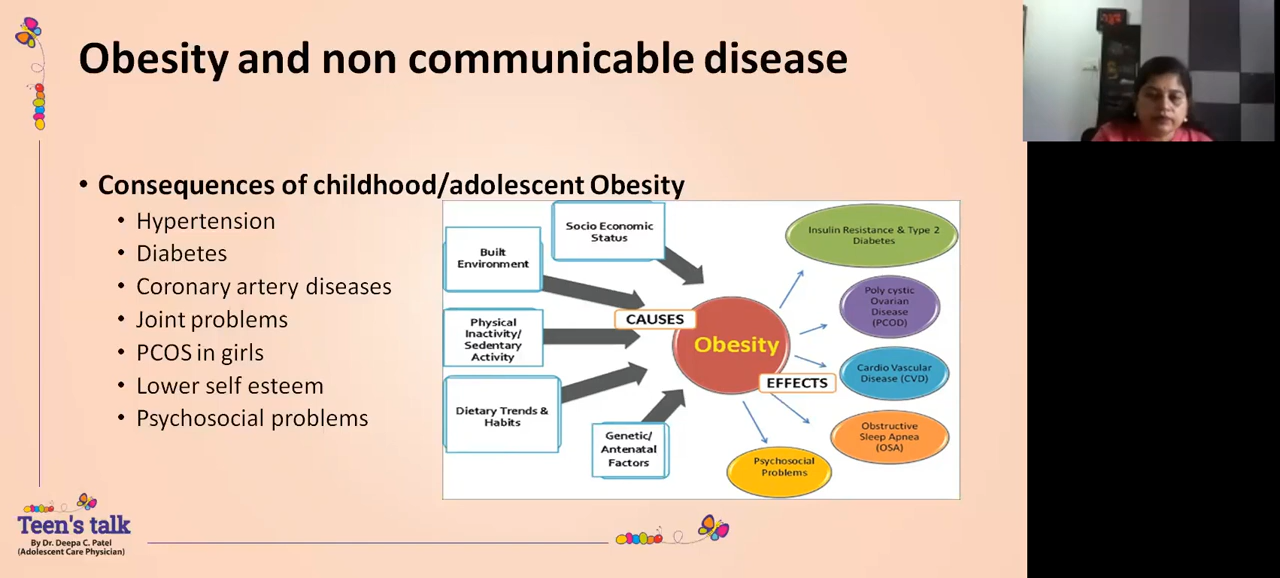 Obesity and non communicable disease
• Consequences of childhood/adolescent Obesity
• Hypertension
• Diabetes
• Coronary artery diseases
• Joint problems
• PCOS in girls
• Lower self esteem
• Psychosocial problems
Socio Economic
Status
Built
Environment
Physical
Inactivity/
Sedentary
Activity
Dietary Trends &
Habits
Genetic/
Antenatal
Factors
CAUSES
Obesity
EFFECTS
Insulin Resistance & Type 2
Diabetes
Poly cystic
Ovarian
Disease
(PCOD)
Cardio Vascular
Disease (CVD)
Obstructive
Sleep Apnea
(OSA)
Psychosocial
Problems
Teen's talk
By Dr. Deepa C. Patel
(Adolescent Care Physician)